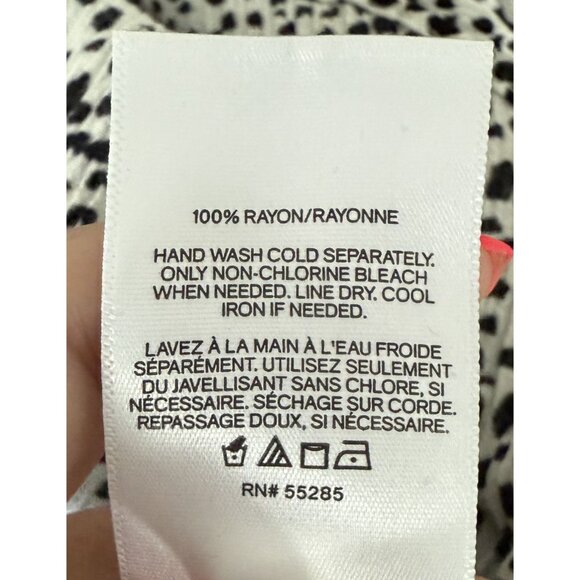 100% RAYON/RAYONNE
HAND WASH COLD SEPARATELY.
ONLY NON-CHLORINE BLEACH
WHEN NEEDED. LINE DRY. COOL
IRON IF NEEDED.
LAVEZ À LA MAIN À L'EAU FROIDE
SÉPARÉMENT. UTILISEZ SEULEMENT
DU JAVELLISANT SANS CHLORE, SI
NÉCESSAIRE. SÉCHAGE SUR CORDE.
REPASSAGE DOUX, SI NÉCESSAIRE.
RN# 55285